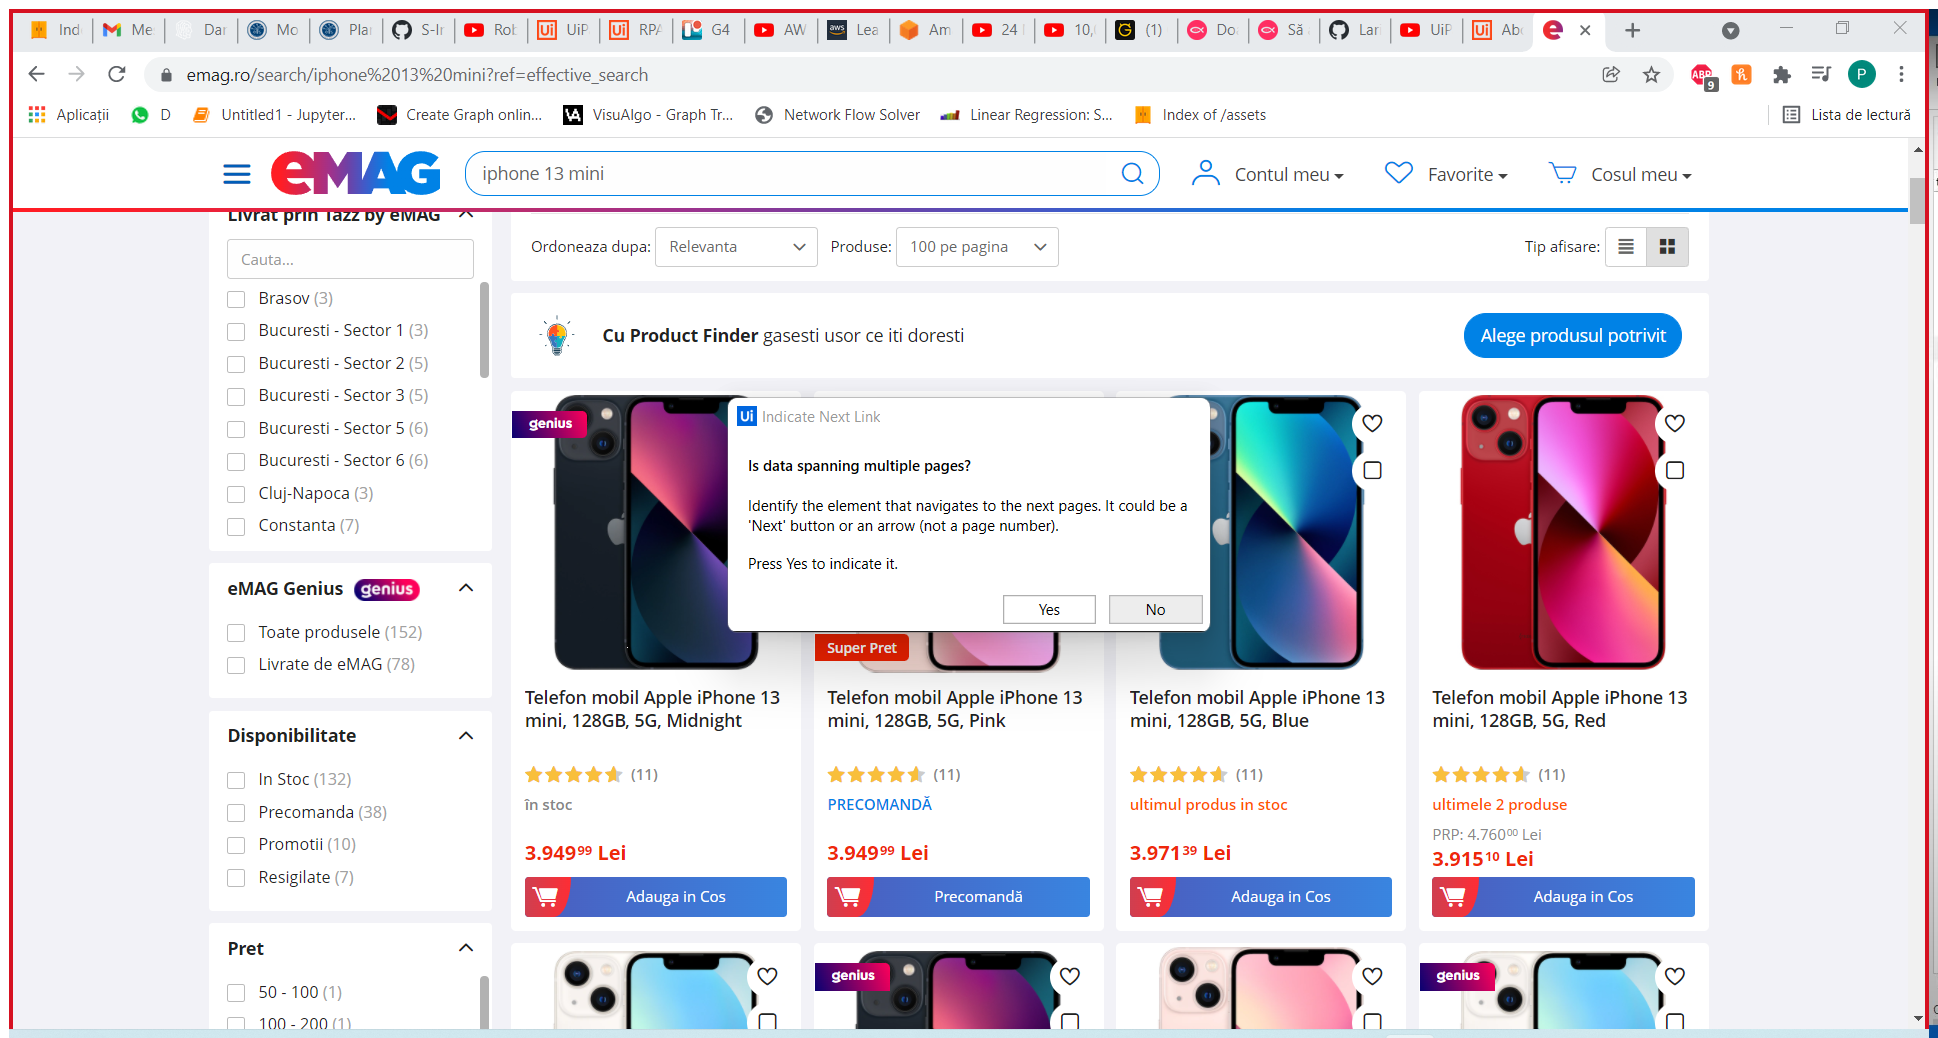 Ind
Me
Dar
Mo
Plar
S-Ir
Rob
UiP
RPA
G4
AW
Lea
Am
24
10,
(1)
Do
Să
Lar
UiP
Ab
emag.ro/search/iphone%2013%20mini?ref=effective_search
ABP
9
P
Aplicații
D
Untitled1 - Jupyter...
Create Graph onlin...
VisuAlgo - Graph Tr...
Network Flow Solver
Linear Regression: S...
Index of /assets
Lista de lectură
eMAG
iphone 13 mini
Contul meu
Favorite
Cosul meu
Livrat prin Tazz by eMAG
Cauta...
Brasov (3)
Bucuresti - Sector 1 (3)
Bucuresti - Sector 2 (5)
Bucuresti - Sector 3 (5)
Bucuresti - Sector 5 (6)
Bucuresti - Sector 6 (6)
Cluj-Napoca (3)
Constanta (7)
eMAG Genius genius
Toate produsele (152)
Livrate de eMAG (78)
Disponibilitate
In Stoc (132)
Precomanda (38)
Promotii (10)
Resigilate (7)
Pret
50 - 100 (1)
100 - 200 (1)
Ordoneaza dupa: Relevanta
Produse: 100 pe pagina
Tip afisare:
Cu Product Finder gasesti usor ce iti doresti
Alege produsul potrivit
Ui Indicate Next Link
Is data spanning multiple pages?
Identify the element that navigates to the next pages. It could be a
'Next' button or an arrow (not a page number).
Press Yes to indicate it.
Yes
No
genius
Telefon mobil Apple iPhone 13
mini, 128GB, 5G, Midnight
(11)
în stoc
3.949⁹⁹ Lei
Adauga in Cos
Super Pret
Telefon mobil Apple iPhone 13
mini, 128GB, 5G, Pink
(11)
PRECOMANDĂ
3.949⁹⁹ Lei
Precomandă
Telefon mobil Apple iPhone 13
mini, 128GB, 5G, Blue
(11)
ultimul produs in stoc
3.971³⁹ Lei
Adauga in Cos
Telefon mobil Apple iPhone 13
mini, 128GB, 5G, Red
(11)
ultimele 2 produse
PRP: 4.760⁰⁰ Lei
3.915¹⁰ Lei
Adauga in Cos
genius
genius